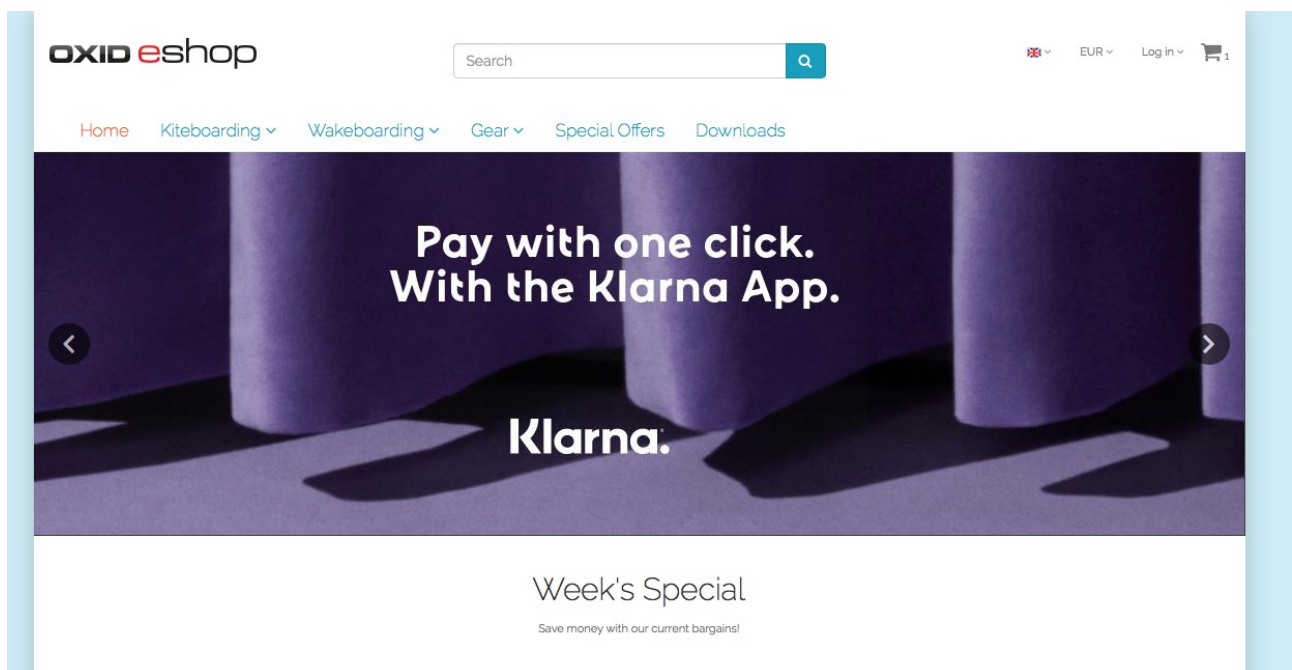 OXID eshop
Search
EUR
Log in
1
Home Kiteboarding Wakeboarding Gear Special Offers Downloads
Pay with one click.
With the Klarna App.
Klarna.
Week's Special
Save money with our current bargains!